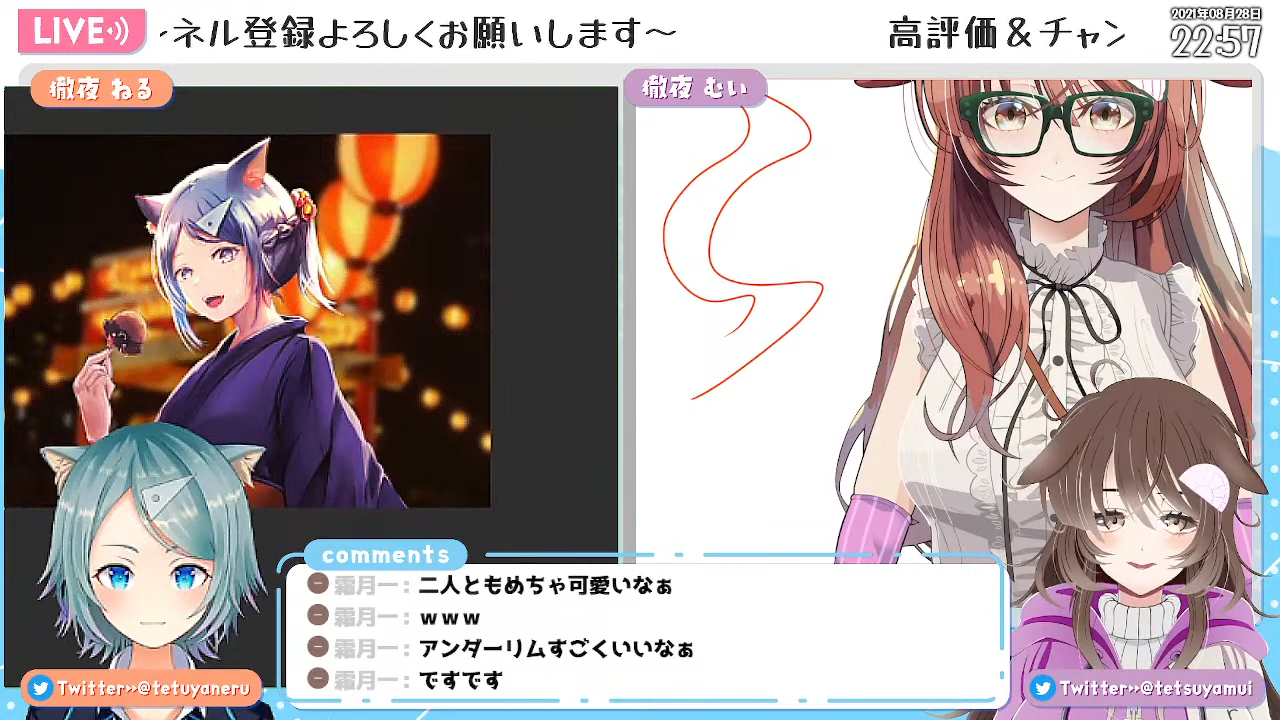 LIVE
ネル登録よろしくお願いします〜
高評価&チャン
2021年08月28日
22:57
徹夜 ねる
徹夜 むい
comments
霜月一：二人ともめちゃ可愛いなぁ
霜月一：ｗｗｗ
霜月一：アンダーリムすごくいいなぁ
霜月一：ですです
Twitter>>@tetuyaneru
Twitter>>@tetsuyamui